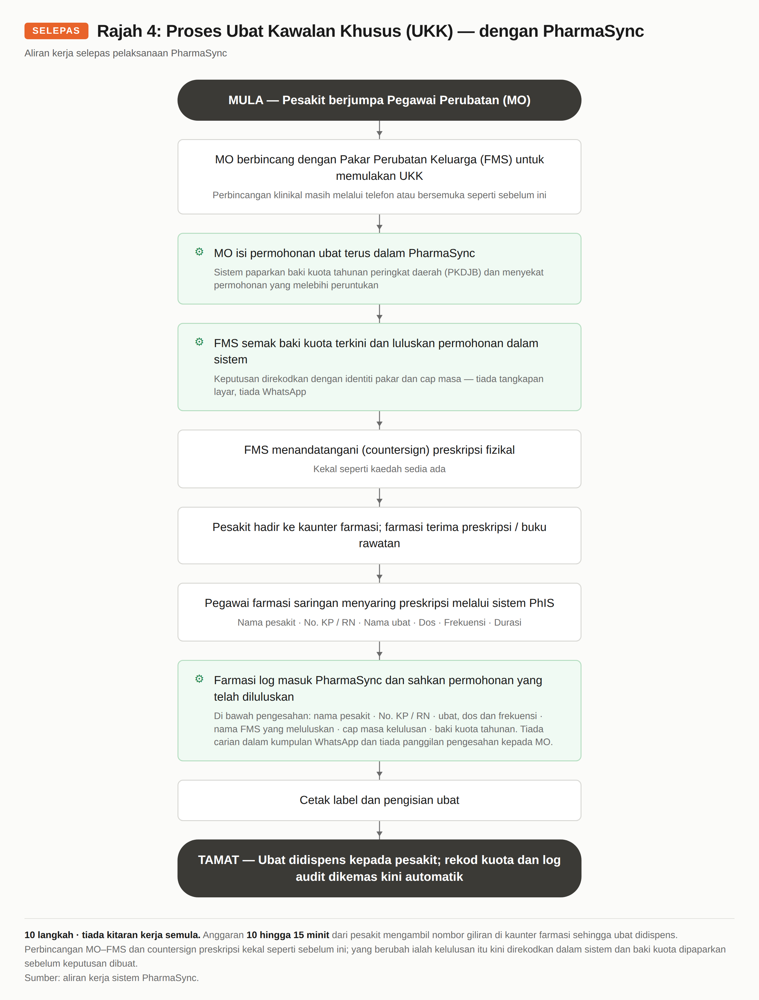 SELEPAS
Rajah 4: Proses Ubat Kawalan Khusus (UKK) — dengan PharmaSync
Aliran kerja selepas pelaksanaan PharmaSync
MULA — Pesakit berjumpa Pegawai Perubatan (MO)
MO berbincang dengan Pakar Perubatan Keluarga (FMS) untuk
memulakan UKK
Perbincangan klinikal masih melalui telefon atau bersemuka seperti sebelum ini
MO isi permohonan ubat terus dalam PharmaSync
Sistem paparkan baki kuota tahunan peringkat daerah (PKDJB) dan menyekat
permohonan yang melebihi peruntukan
FMS semak baki kuota terkini dan luluskan permohonan dalam
sistem
Keputusan direkodkan dengan identiti pakar dan cap masa — tiada tangkapan
layar, tiada WhatsApp
FMS menandatangani (countersign) preskripsi fizikal
Kekal seperti kaedah sedia ada
Pesakit hadir ke kaunter farmasi; farmasi terima preskripsi / buku
rawatan
Pegawai farmasi saringan menyaring preskripsi melalui sistem PhIS
Nama pesakit · No. KP / RN · Nama ubat · Dos · Frekuensi · Durasi
Farmasi log masuk PharmaSync dan sahkan permohonan yang
telah diluluskan
Di bawah pengesahan: nama pesakit · No. KP / RN · ubat, dos dan frekuensi ·
nama FMS yang meluluskan · cap masa kelulusan · baki kuota tahunan. Tiada
carian dalam kumpulan WhatsApp dan tiada panggilan pengesahan kepada MO.
Cetak label dan pengisian ubat
TAMAT — Ubat didispens kepada pesakit; rekod kuota dan log
audit dikemas kini automatik
10 langkah · tiada kitaran kerja semula. Anggaran 10 hingga 15 minit dari pesakit mengambil nombor giliran di kaunter farmasi sehingga ubat didispens.
Perbincangan MO–FMS dan countersign preskripsi kekal seperti sebelum ini; yang berubah ialah kelulusan itu kini direkodkan dalam sistem dan baki kuota dipaparkan
sebelum keputusan dibuat.
Sumber: aliran kerja sistem PharmaSync.